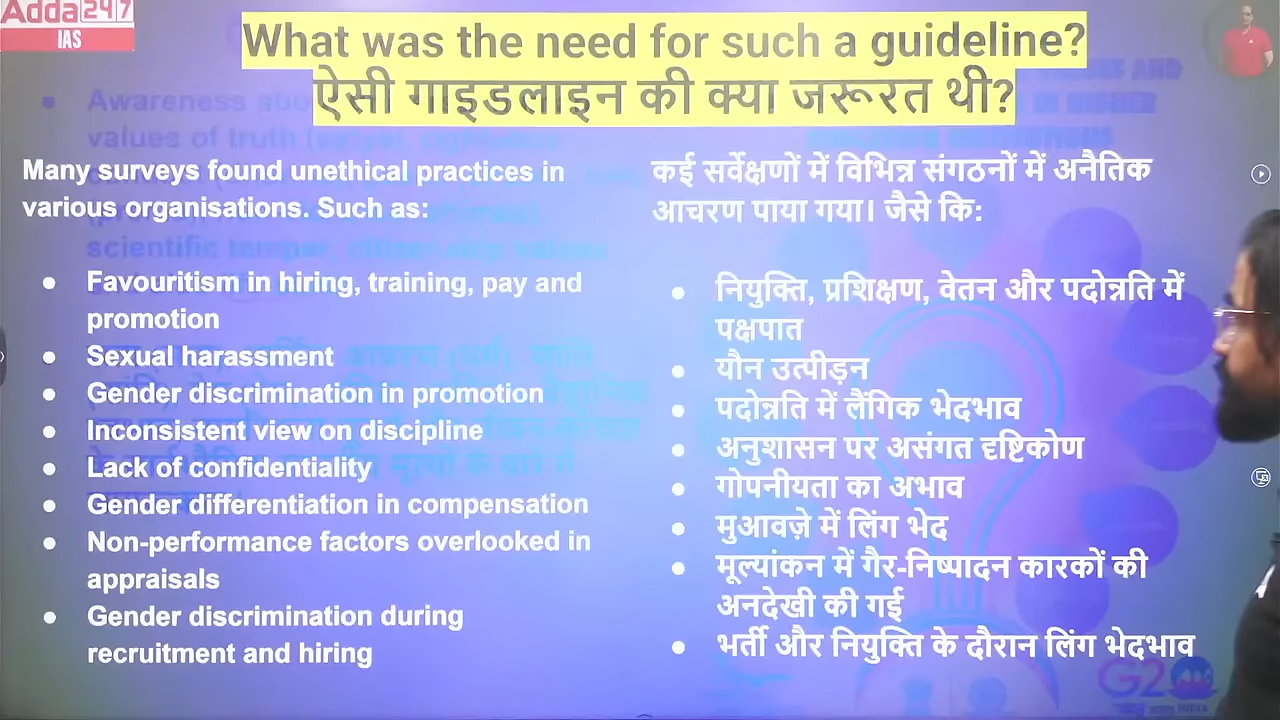 Adda247
IAS
What was the need for such a guideline?
ऐसी गाइडलाइन की क्या जरूरत थी?
Many surveys found unethical practices in
various organisations. Such as:
● Favouritism in hiring, training, pay and
promotion
● Sexual harassment
● Gender discrimination in promotion
● Inconsistent view on discipline
● Lack of confidentiality
● Gender differentiation in compensation
● Non-performance factors overlooked in
appraisals
● Gender discrimination during
recruitment and hiring
कई सर्वेक्षणों में विभिन्न संगठनों में अनैतिक
आचरण पाया गया। जैसे कि:
● नियुक्ति, प्रशिक्षण, वेतन और पदोन्नति में
पक्षपात
● यौन उत्पीड़न
● पदोन्नति में लैंगिक भेदभाव
● अनुशासन पर असंगत दृष्टिकोण
● गोपनीयता का अभाव
● मुआवज़े में लिंग भेद
● मूल्यांकन में गैर-निष्पादन कारकों की
अनदेखी की गई
● भर्ती और नियुक्ति के दौरान लिंग भेदभाव
G20
INDIA